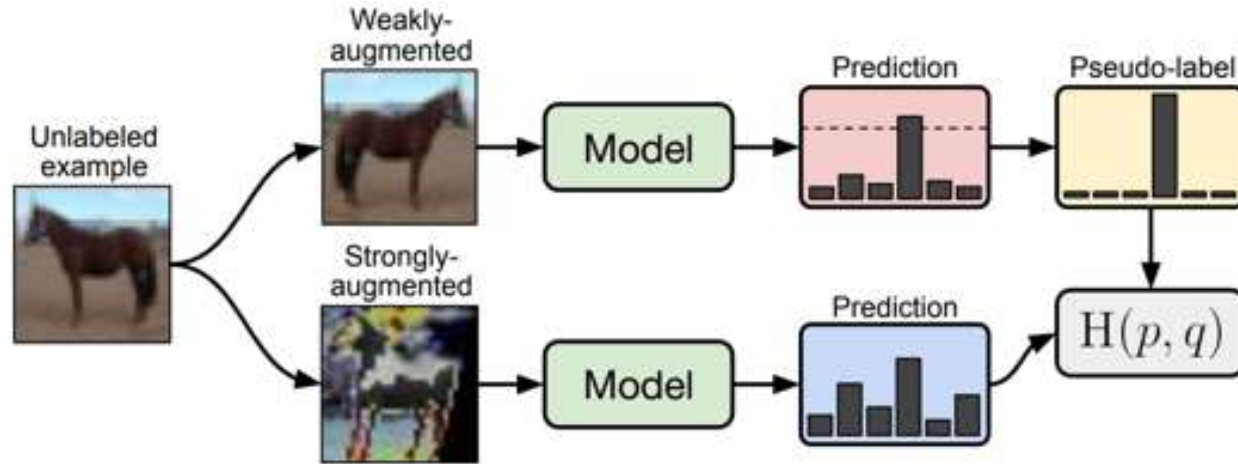 Weakly-
augmented
Prediction
Pseudo-label
Unlabeled
example
Model
Strongly-
augmented
Prediction
Model
H(p, q)